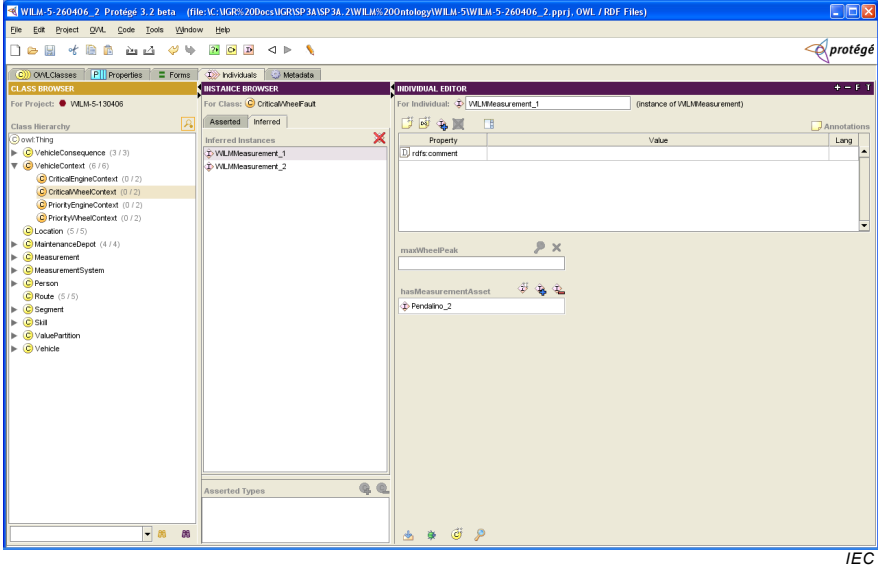 WILM-5-260406_2 Protégé 3.2 beta (file:\C:\IGR%20Docs\IGR\SP3A\SP3A.2\WILM%20Ontology\WILM-5\WILM-5-260406_2.pprj, OWL / RDF Files)
File Edit Project OWL Code Tools Window Help
protégé
OWLClasses Properties Forms Individuals Metadata
CLASS BROWSER
For Project: WILM-5-130406
Class Hierarchy
owl:Thing
VehicleConsequence (3 / 3)
VehicleContext (6 / 6)
CriticalEngineContext (0 / 2)
CriticalWheelContext (0 / 2)
PriorityEngineContext (0 / 2)
PriorityWheelContext (0 / 2)
Location (5 / 5)
MaintenanceDepot (4 / 4)
Measurement
MeasurementSystem
Person
Route (5 / 5)
Segment
Skill
ValuePartition
Vehicle
INSTANCE BROWSER
For Class: CriticalWheelFault
Asserted Inferred
Inferred Instances
WILMMeasurement_1
WILMMeasurement_2
Asserted Types
INDIVIDUAL EDITOR
For Individual: WILMMeasurement_1 (instance of WILMMeasurement)
Annotations
Property Value Lang
rdfs:comment
maxWheelPeak
hasMeasurementAsset
Pendalino_2
IEC